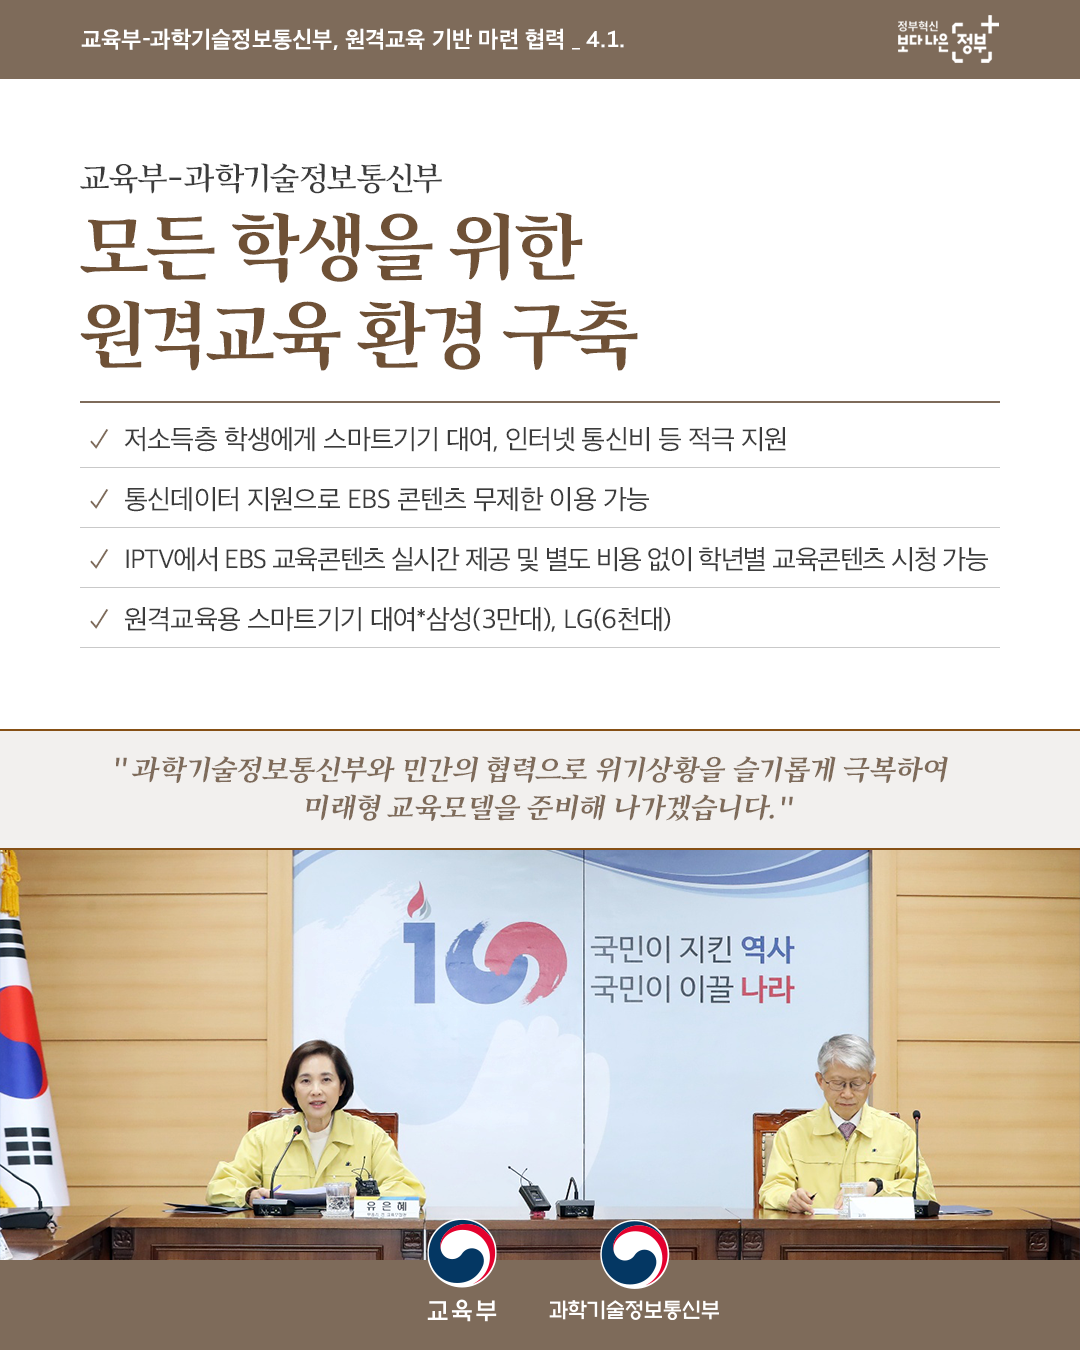 교육부-과학기슬정보통신부, 원격교육 기반 마련 협력 _ 4.1.
정부혁신
보다나은 정부
교육부-과학기술정보통신부
모든 학생을 위한
원격교육 환경 구축
저소득층 학생에게 스마트기기 대여, 인터넷 통신비 등 적극 지원
통신데이터 지원으로 EBS 콘텐츠 무제한 이용 가능
IPTV에서 EBS 교육콘텐츠 실시간 제공 및 별도 비용 없이 학년별 교육콘텐츠 시청 가능
원격교육용 스마트기기 대여*삼성(3만대), LG(6천대)
"과학기술정보통신부와 민간의 협력으로 위기상황을 슬기롭게 극복하여
미래형 교육모델을 준비해 나가겠습니다."
100
국민이 지킨 역사
국민이 이끌 나라
유은혜
교육부
과학기술정보통신부